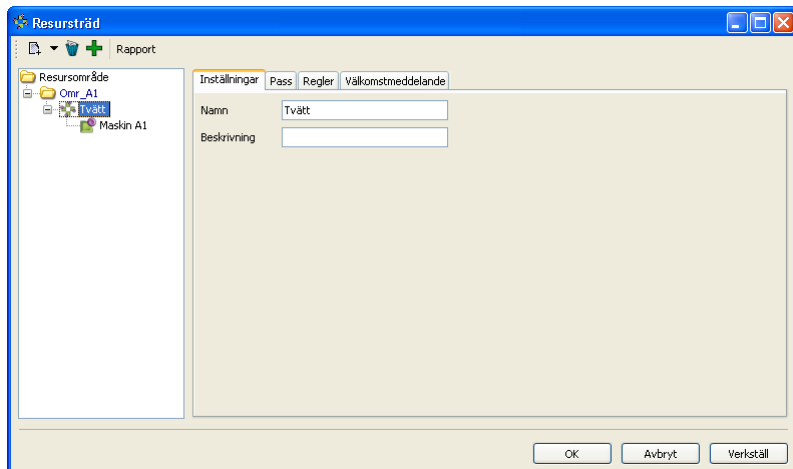 Resursträd
Rapport
Resursområde
Omr_A1
Tvätt
Maskin A1
Inställningar Pass Regler Välkomstmeddelande
Namn Tvätt
Beskrivning
OK Avbryt Verkställ